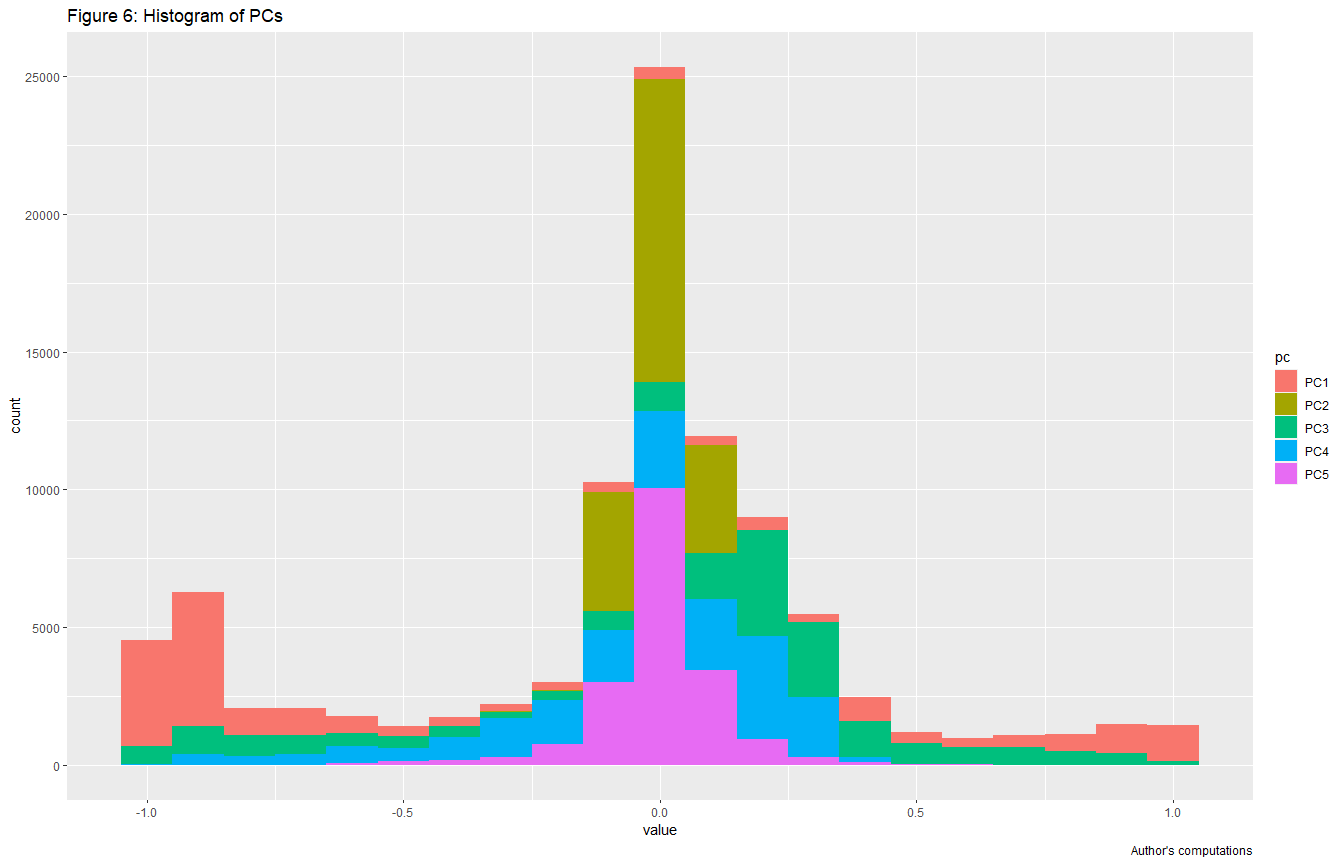 Figure 6: Histogram of PCs
25000
20000
15000
10000
5000
0
count
-1.0
-0.5
0.0
0.5
1.0
value
pc
PC1
PC2
PC3
PC4
PC5
Author's computations